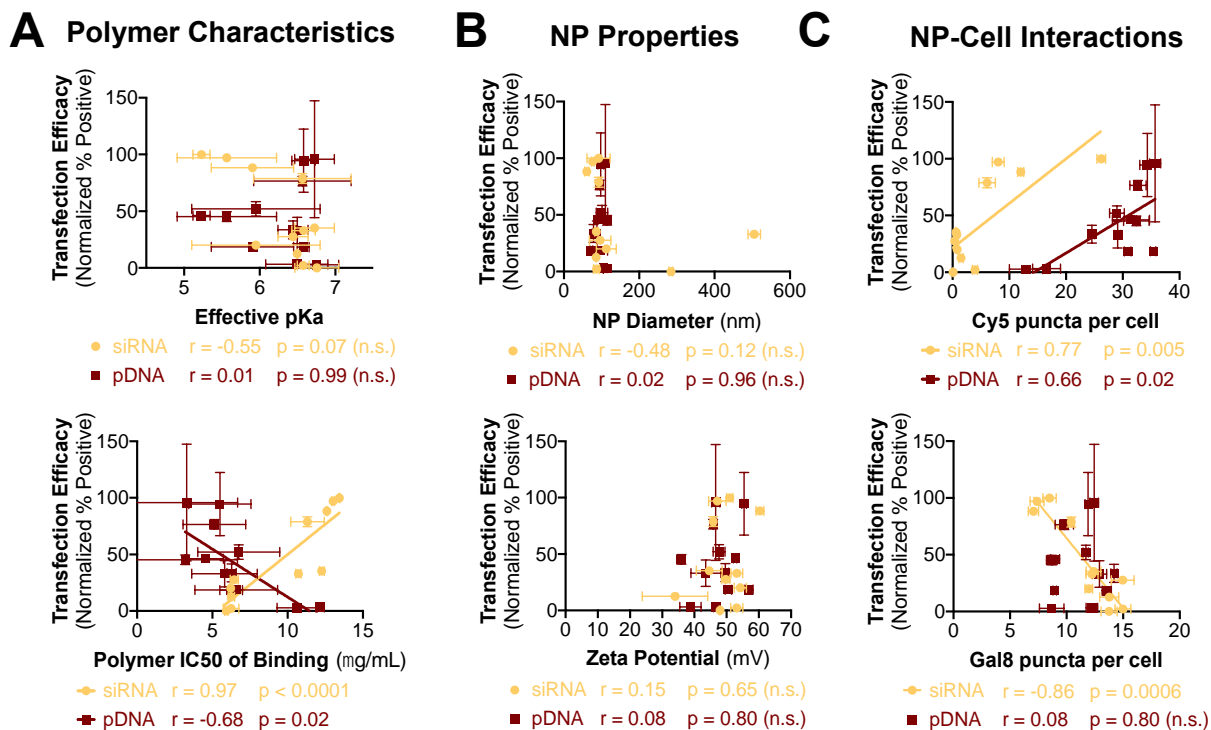 A Polymer Characteristics
Transfection Efficacy
(Normalized % Positive)
150
100
50
0
5 6 7
Effective pKa
siRNA r = -0.55 p = 0.07 (n.s.)
pDNA r = 0.01 p = 0.99 (n.s.)
Transfection Efficacy
(Normalized % Positive)
150
100
50
0
0 5 10 15
Polymer IC50 of Binding (mg/mL)
siRNA r = 0.97 p < 0.0001
pDNA r = -0.68 p = 0.02
B NP Properties
Transfection Efficacy
(Normalized % Positive)
150
100
50
0
0 200 400 600
NP Diameter (nm)
siRNA r = -0.48 p = 0.12 (n.s.)
pDNA r = 0.02 p = 0.96 (n.s.)
Transfection Efficacy
(Normalized % Positive)
150
100
50
0
0 10 20 30 40 50 60 70
Zeta Potential (mV)
siRNA r = 0.15 p = 0.65 (n.s.)
pDNA r = 0.08 p = 0.80 (n.s.)
C NP-Cell Interactions
Transfection Efficacy
(Normalized % Positive)
150
100
50
0
0 10 20 30 40
Cy5 puncta per cell
siRNA r = 0.77 p = 0.005
pDNA r = 0.66 p = 0.02
Transfection Efficacy
(Normalized % Positive)
150
100
50
0
0 5 10 15 20
Gal8 puncta per cell
siRNA r = -0.86 p = 0.0006
pDNA r = 0.08 p = 0.80 (n.s.)